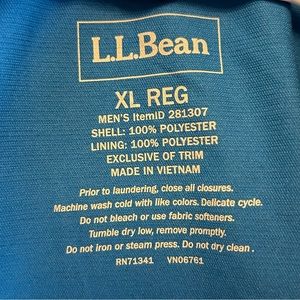 L.L.Bean
XL REG
MEN'S ItemID 281307
SHELL: 100% POLYESTER
LINING: 100% POLYESTER
EXCLUSIVE OF TRIM
MADE IN VIETNAM
Prior to laundering, close all closures.
Machine wash cold with like colors. Delicate cycle.
Do not bleach or use fabric softeners.
Tumble dry low, remove promptly.
Do not iron or steam press. Do not dry clean.
RN71341 VN06761